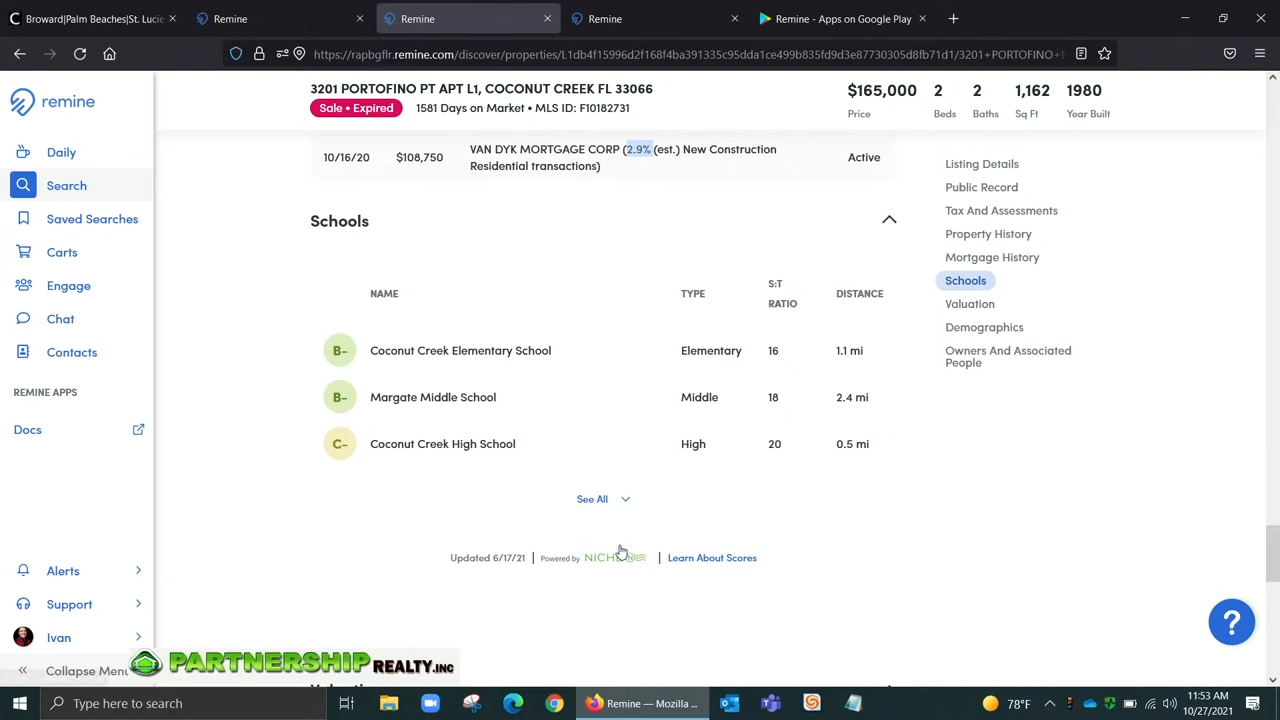 Broward|Palm Beaches|St. Lucie
Remine
Remine
Remine
Remine - Apps on Google Play
https://rapbgflr.remine.com/discover/properties/L1db4f15996d2f168f4ba391335c95dda1ce499b835fd9d3e87730305d8fb71d1/3201+PORTOFINO+P
remine
Daily
Search
Saved Searches
Carts
Engage
Chat
Contacts
REMINE APPS
Docs
Alerts
Support
Ivan
Collapse Menu
3201 PORTOFINO PT APT L1, COCONUT CREEK FL 33066
Sale • Expired 1581 Days on Market • MLS ID: F10182731
$165,000 2 2 1,162 1980
Price Beds Baths Sq Ft Year Built
10/16/20 $108,750 VAN DYK MORTGAGE CORP (2.9% (est.) New Construction
Residential transactions) Active
Schools
NAME TYPE S:T RATIO DISTANCE
B- Coconut Creek Elementary School Elementary 16 1.1 mi
B- Margate Middle School Middle 18 2.4 mi
C- Coconut Creek High School High 20 0.5 mi
See All
Updated 6/17/21 | Powered by NICHE | Learn About Scores
Listing Details
Public Record
Tax And Assessments
Property History
Mortgage History
Schools
Valuation
Demographics
Owners And Associated
People
?
PARTNERSHIP REALTY.INC
Type here to search
Remine — Mozilla ...
78°F
11:53 AM
10/27/2021